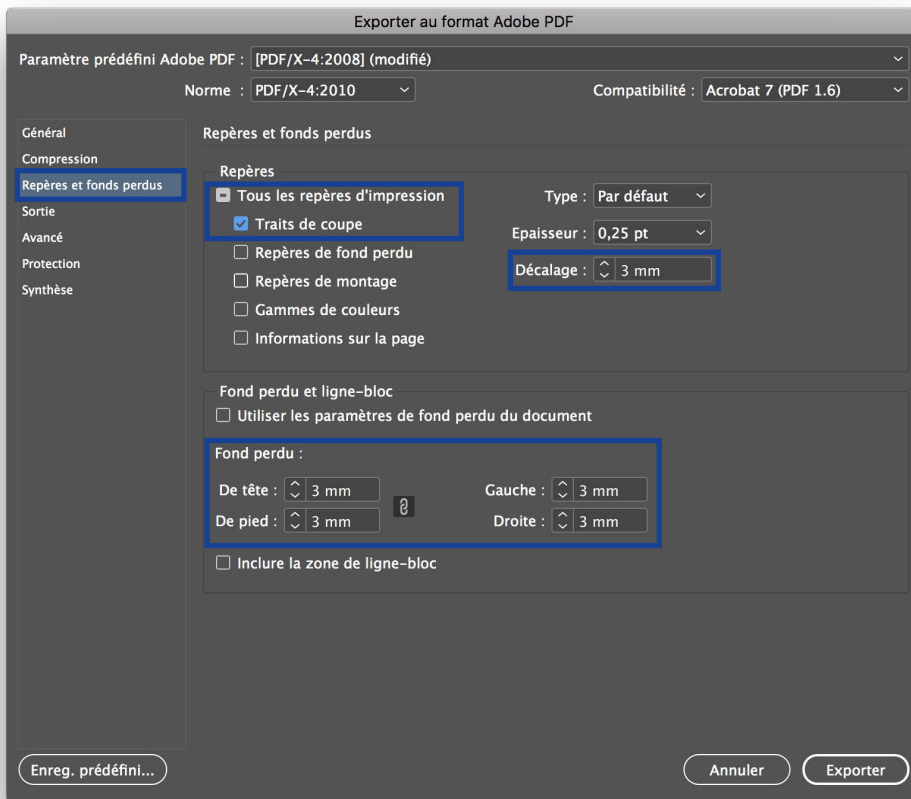 Exporter au format Adobe PDF
Paramètre prédéfini Adobe PDF : [PDF/X-4:2008] (modifié)
Norme : PDF/X-4:2010 Compatibilité : Acrobat 7 (PDF 1.6)
Général
Compression
Repères et fonds perdus
Sortie
Avancé
Protection
Synthèse
Repères et fonds perdus
Repères
Tous les repères d'impression
Traits de coupe
Repères de fond perdu
Repères de montage
Gammes de couleurs
Informations sur la page
Type : Par défaut
Epaisseur : 0,25 pt
Décalage : 3 mm
Fond perdu et ligne-bloc
Utiliser les paramètres de fond perdu du document
Fond perdu :
De tête : 3 mm Gauche : 3 mm
De pied : 3 mm Droite : 3 mm
Inclure la zone de ligne-bloc
Enreg. prédéfini... Annuler Exporter